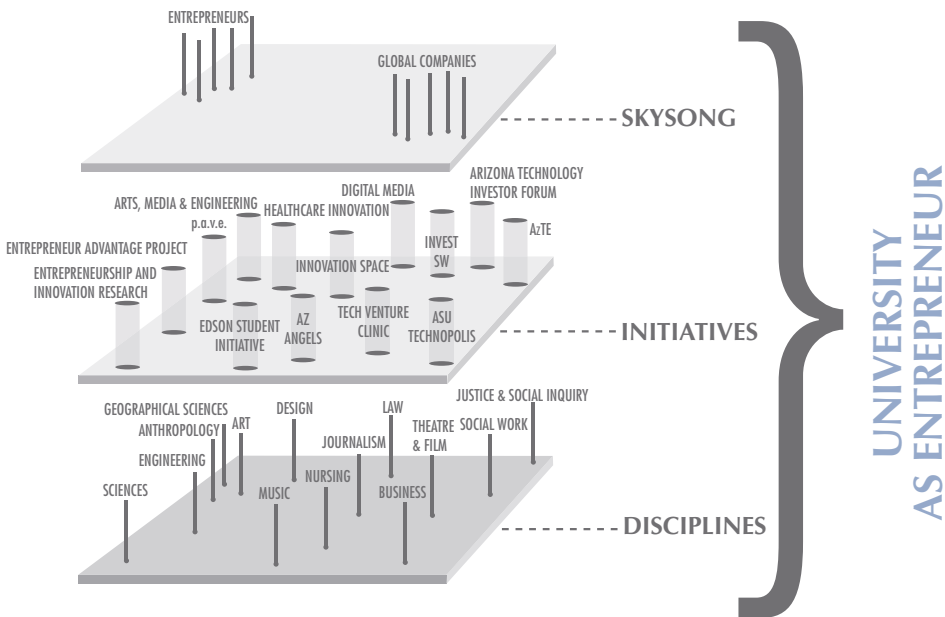 ENTREPRENEURS
GLOBAL COMPANIES
SKYSONG
ARIZONA TECHNOLOGY
INVESTOR FORUM
DIGITAL MEDIA
ARTS, MEDIA & ENGINEERING
HEALTHCARE INNOVATION
p.a.v.e.
AzTE
ENTREPRENEUR ADVANTAGE PROJECT
INVEST
SW
ENTREPRENEURSHIP AND
INNOVATION RESEARCH
INNOVATION SPACE
EDSON STUDENT
INITIATIVE
AZ
ANGELS
TECH VENTURE
CLINIC
ASU
TECHNOPOLIS
INITIATIVES
JUSTICE & SOCIAL INQUIRY
GEOGRAPHICAL SCIENCES
DESIGN
LAW
ANTHROPOLOGY
ART
THEATRE
& FILM
SOCIAL WORK
JOURNALISM
ENGINEERING
NURSING
SCIENCES
MUSIC
BUSINESS
DISCIPLINES
UNIVERSITY
AS ENTREPRENEUR